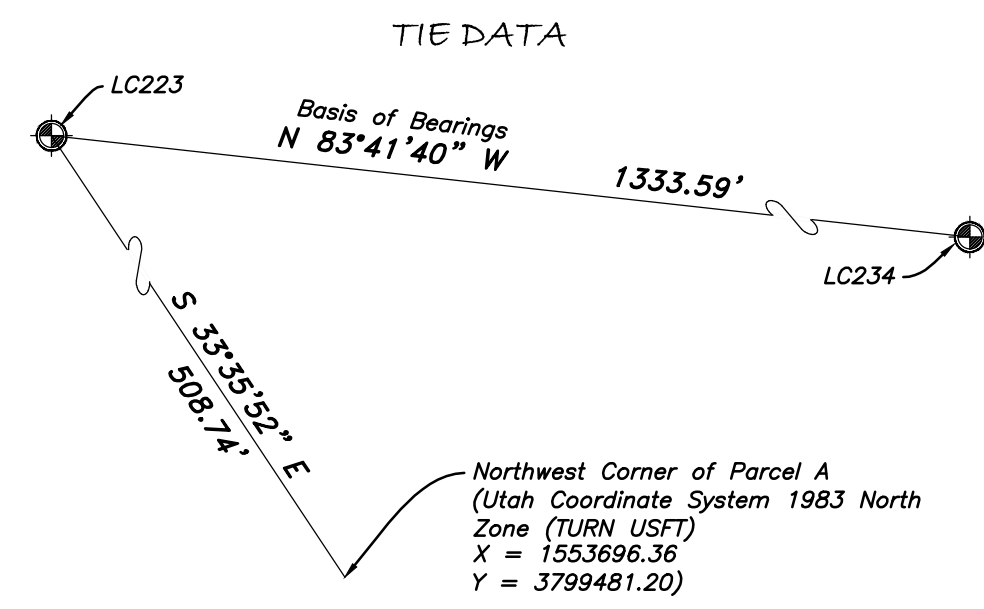 TIE DATA
LC223
Basis of Bearings
N 83°41'40" W
1333.59'
LC234
S 33°35'52" E
508.74'
Northwest Corner of Parcel A
(Utah Coordinate System 1983 North
Zone (TURN USFT)
X = 1553696.36
Y = 3799481.20)